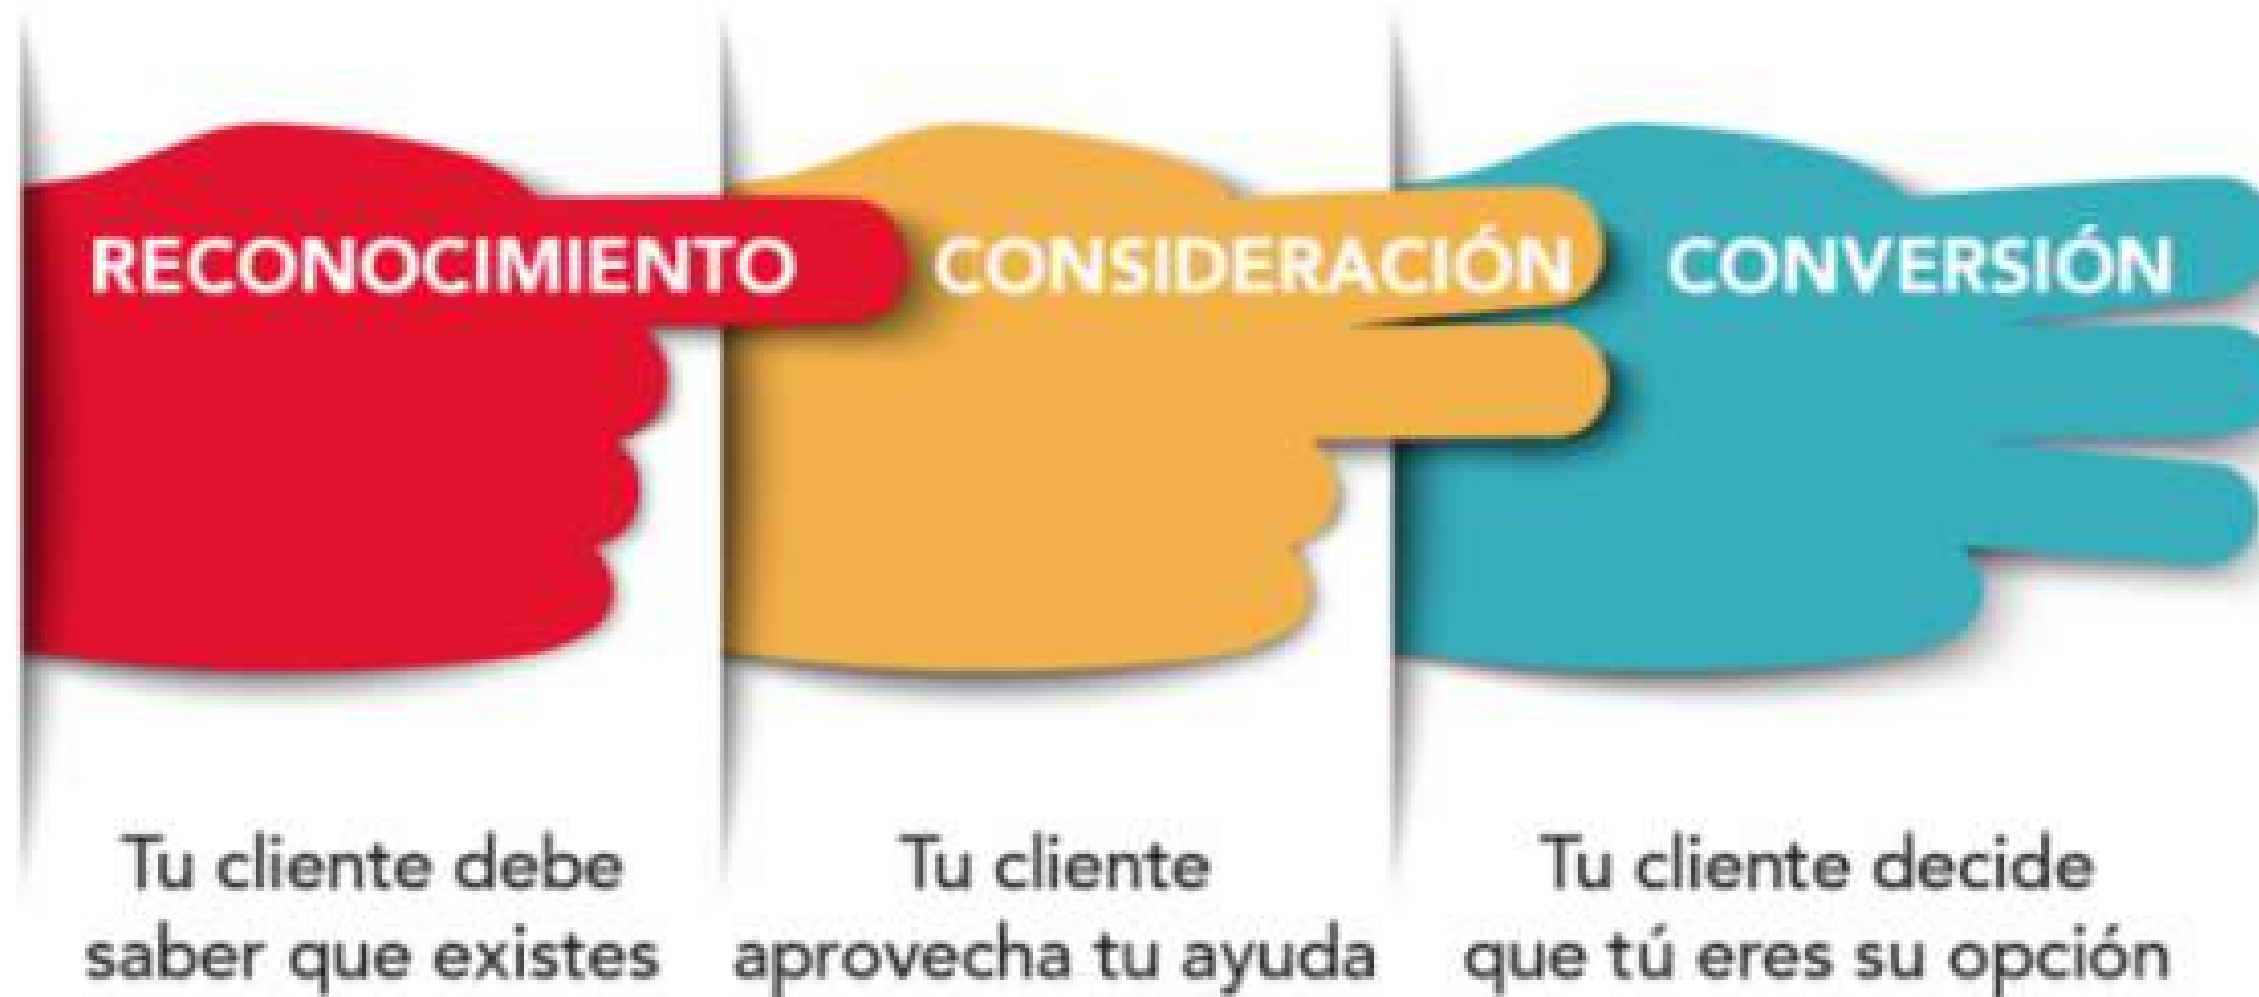 RECONOCIMIENTO
CONSIDERACIÓN
CONVERSIÓN
Tu cliente debe
saber que existes
Tu cliente
aprovecha tu ayuda
Tu cliente decide
que tú eres su opción